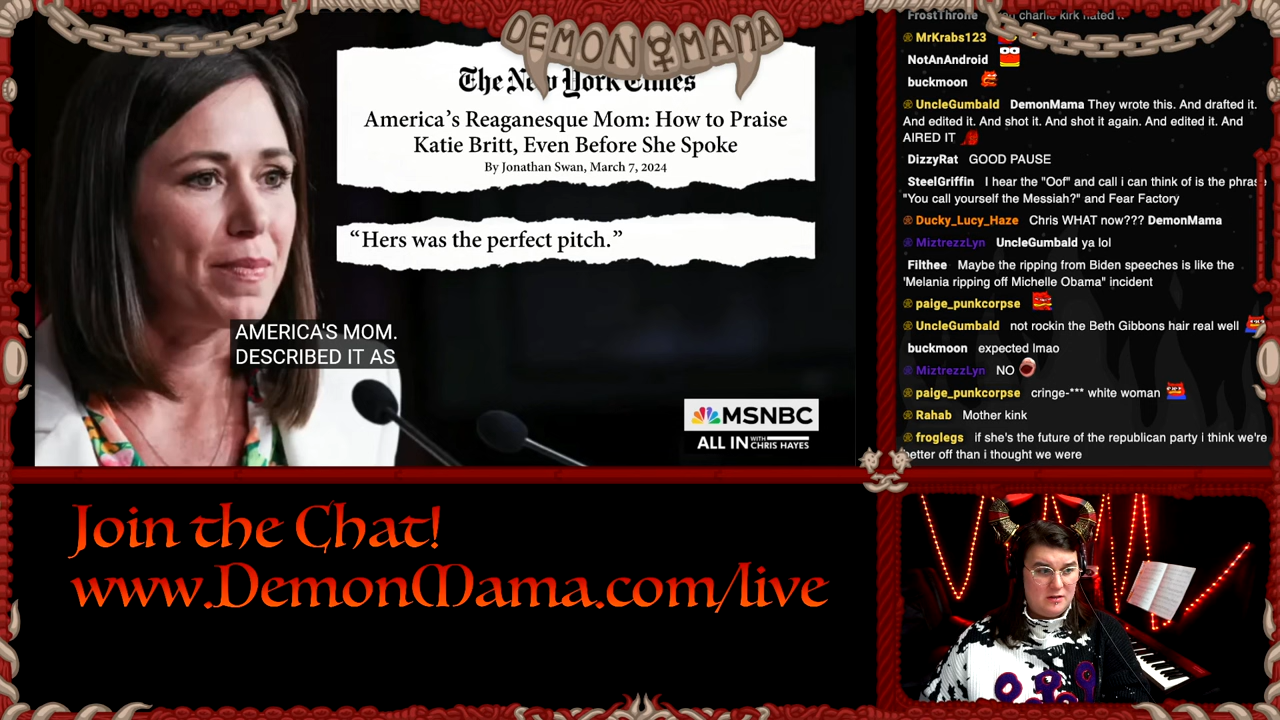 DEMON MAMA
The New York Times
America's Reaganesque Mom: How to Praise
Katie Britt, Even Before She Spoke
By Jonathan Swan, March 7, 2024
“Hers was the perfect pitch.”
AMERICA'S MOM.
DESCRIBED IT AS
MSNBC
ALL IN WITH CHRIS HAYES
FrostThrone you charlie kirk hated it
MrKrabs123
NotAnAndroid
buckmoon
UncleGumbald DemonMama They wrote this. And drafted it.
And edited it. And shot it. And shot it again. And edited it. And
AIRED IT
DizzyRat GOOD PAUSE
SteelGriffin I hear the "Oof" and call i can think of is the phrase
"You call yourself the Messiah?" and Fear Factory
Ducky_Lucy_Haze Chris WHAT now??? DemonMama
MiztrezzLyn UncleGumbald ya lol
Filthee Maybe the ripping from Biden speeches is like the
'Melania ripping off Michelle Obama" incident
paige_punkcorpse
UncleGumbald not rockin the Beth Gibbons hair real well
buckmoon expected lmao
MiztrezzLyn NO
paige_punkcorpse cringe-*** white woman
Rahab Mother kink
froglegs if she's the future of the republican party i think we're
better off than i thought we were
Join the Chat!
www.DemonMama.com/live